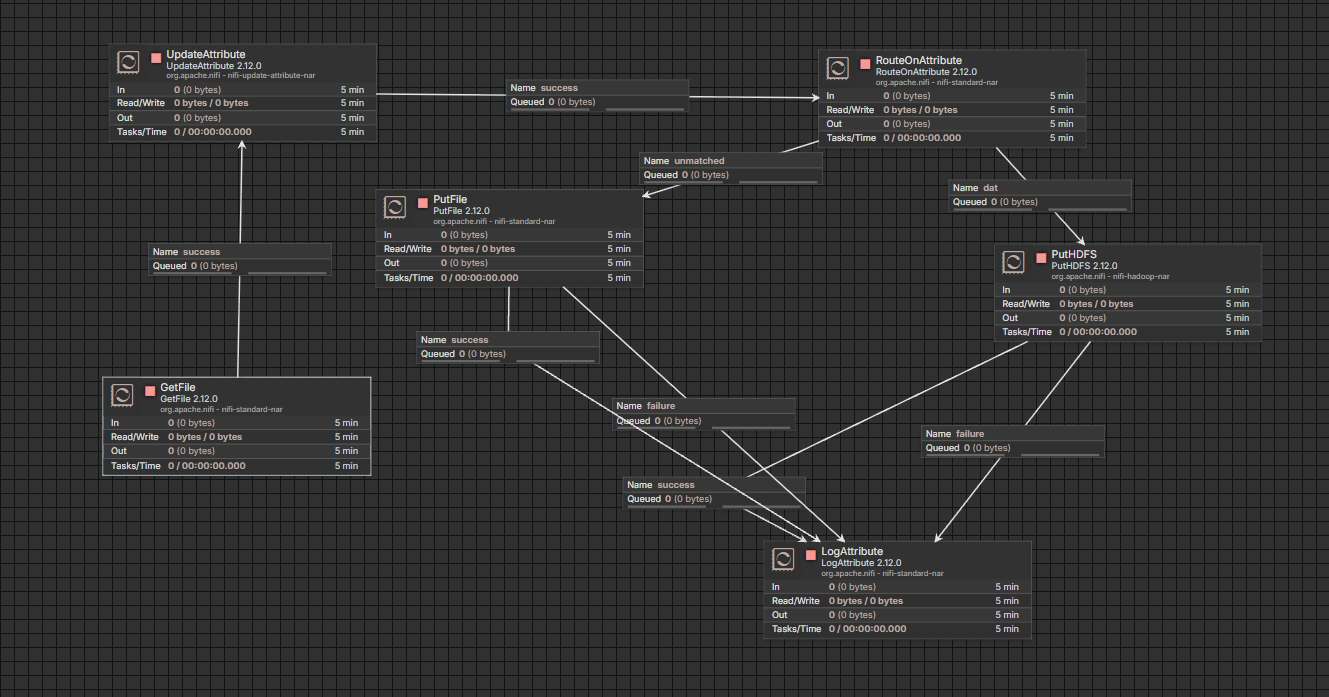 UpdateAttribute
UpdateAttribute 2.12.0
org.apache.nifi - nifi-update-attribute-nar
In 0 (0 bytes) 5 min
Read/Write 0 bytes / 0 bytes 5 min
Out 0 (0 bytes) 5 min
Tasks/Time 0 / 00:00:00.000 5 min
Name success
Queued 0 (0 bytes)
RouteOnAttribute
RouteOnAttribute 2.12.0
org.apache.nifi - nifi-standard-nar
In 0 (0 bytes) 5 min
Read/Write 0 bytes / 0 bytes 5 min
Out 0 (0 bytes) 5 min
Tasks/Time 0 / 00:00:00.000 5 min
Name unmatched
Queued 0 (0 bytes)
Name dat
Queued 0 (0 bytes)
PutFile
PutFile 2.12.0
org.apache.nifi - nifi-standard-nar
In 0 (0 bytes) 5 min
Read/Write 0 bytes / 0 bytes 5 min
Out 0 (0 bytes) 5 min
Tasks/Time 0 / 00:00:00.000 5 min
Name success
Queued 0 (0 bytes)
PutHDFS
PutHDFS 2.12.0
org.apache.nifi - nifi-hadoop-nar
In 0 (0 bytes) 5 min
Read/Write 0 bytes / 0 bytes 5 min
Out 0 (0 bytes) 5 min
Tasks/Time 0 / 00:00:00.000 5 min
Name success
Queued 0 (0 bytes)
GetFile
GetFile 2.12.0
org.apache.nifi - nifi-standard-nar
In 0 (0 bytes) 5 min
Read/Write 0 bytes / 0 bytes 5 min
Out 0 (0 bytes) 5 min
Tasks/Time 0 / 00:00:00.000 5 min
Name failure
Queued 0 (0 bytes)
Name failure
Queued 0 (0 bytes)
Name success
Queued 0 (0 bytes)
LogAttribute
LogAttribute 2.12.0
org.apache.nifi - nifi-standard-nar
In 0 (0 bytes) 5 min
Read/Write 0 bytes / 0 bytes 5 min
Out 0 (0 bytes) 5 min
Tasks/Time 0 / 00:00:00.000 5 min